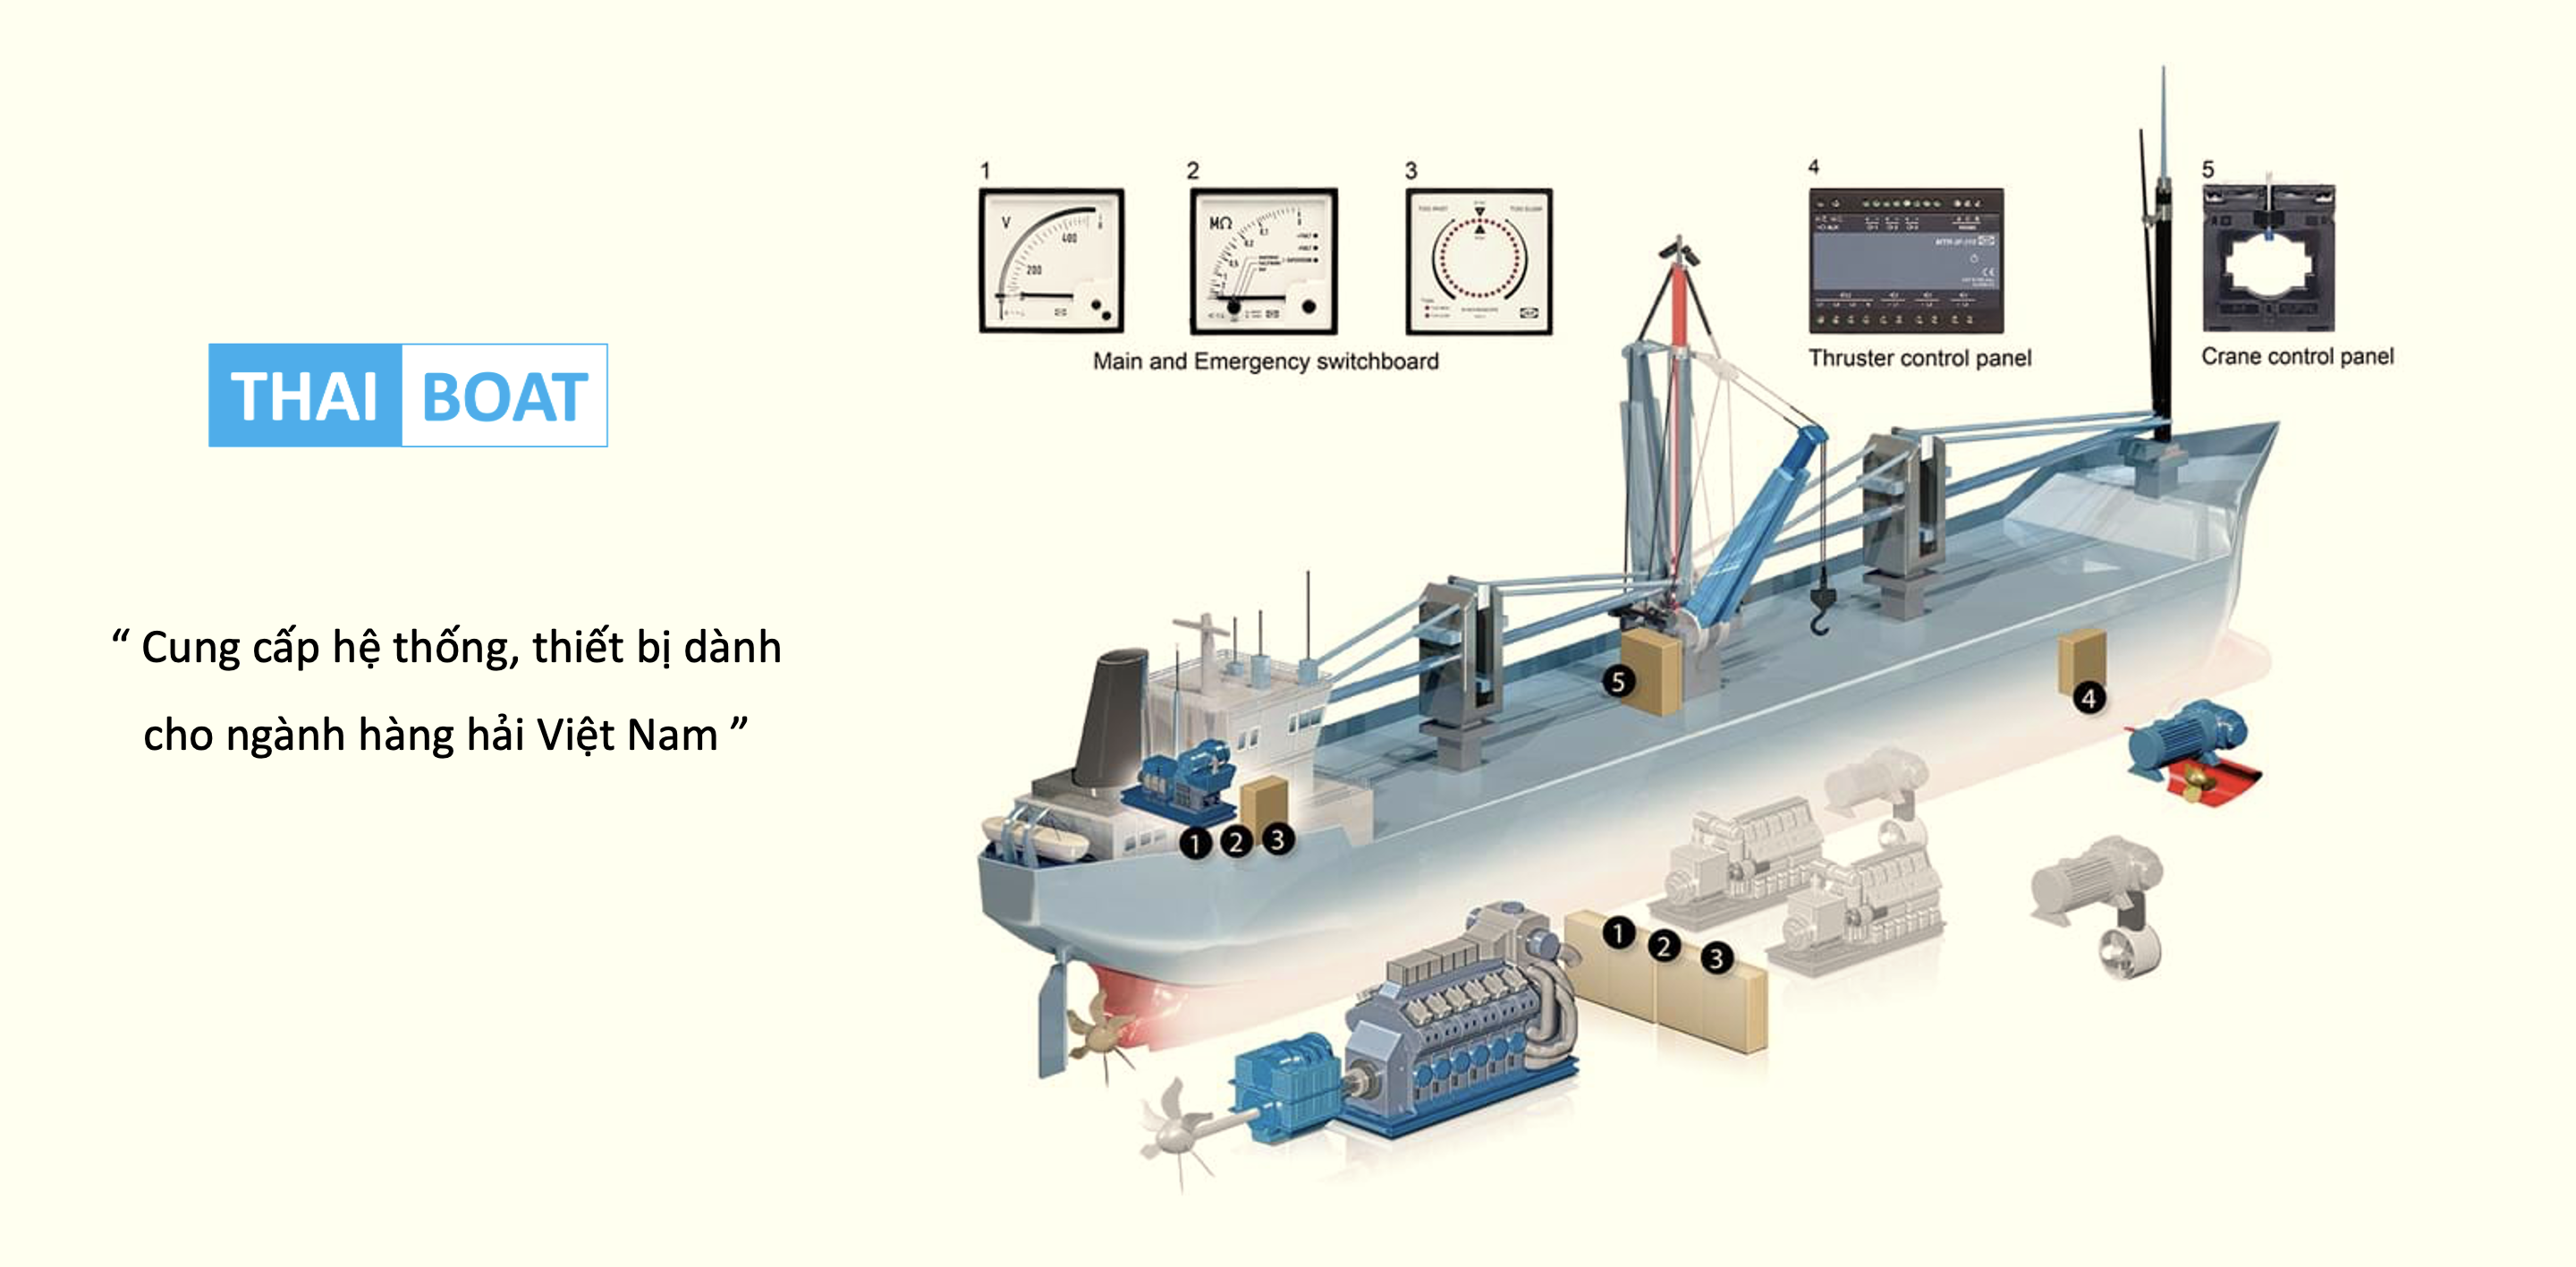 THAI BOAT
“ Cung cấp hệ thống, thiết bị dành
cho ngành hàng hải Việt Nam ”
1
2
3
4
5
V
400
200
MΩ
Main and Emergency switchboard
Thruster control panel
Crane control panel
5
4
1 2 3
1 2 3